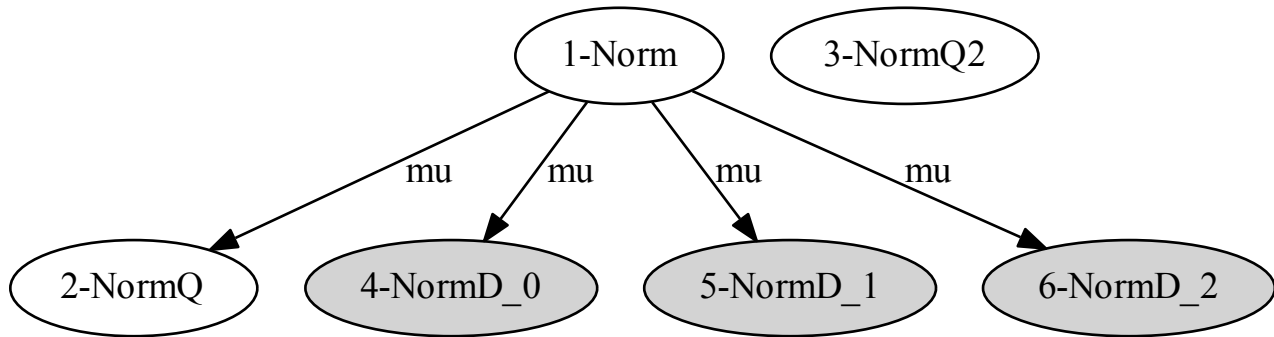 1-Norm 3-NormQ2
mu mu mu mu
2-NormQ 4-NormD_0 5-NormD_1 6-NormD_2